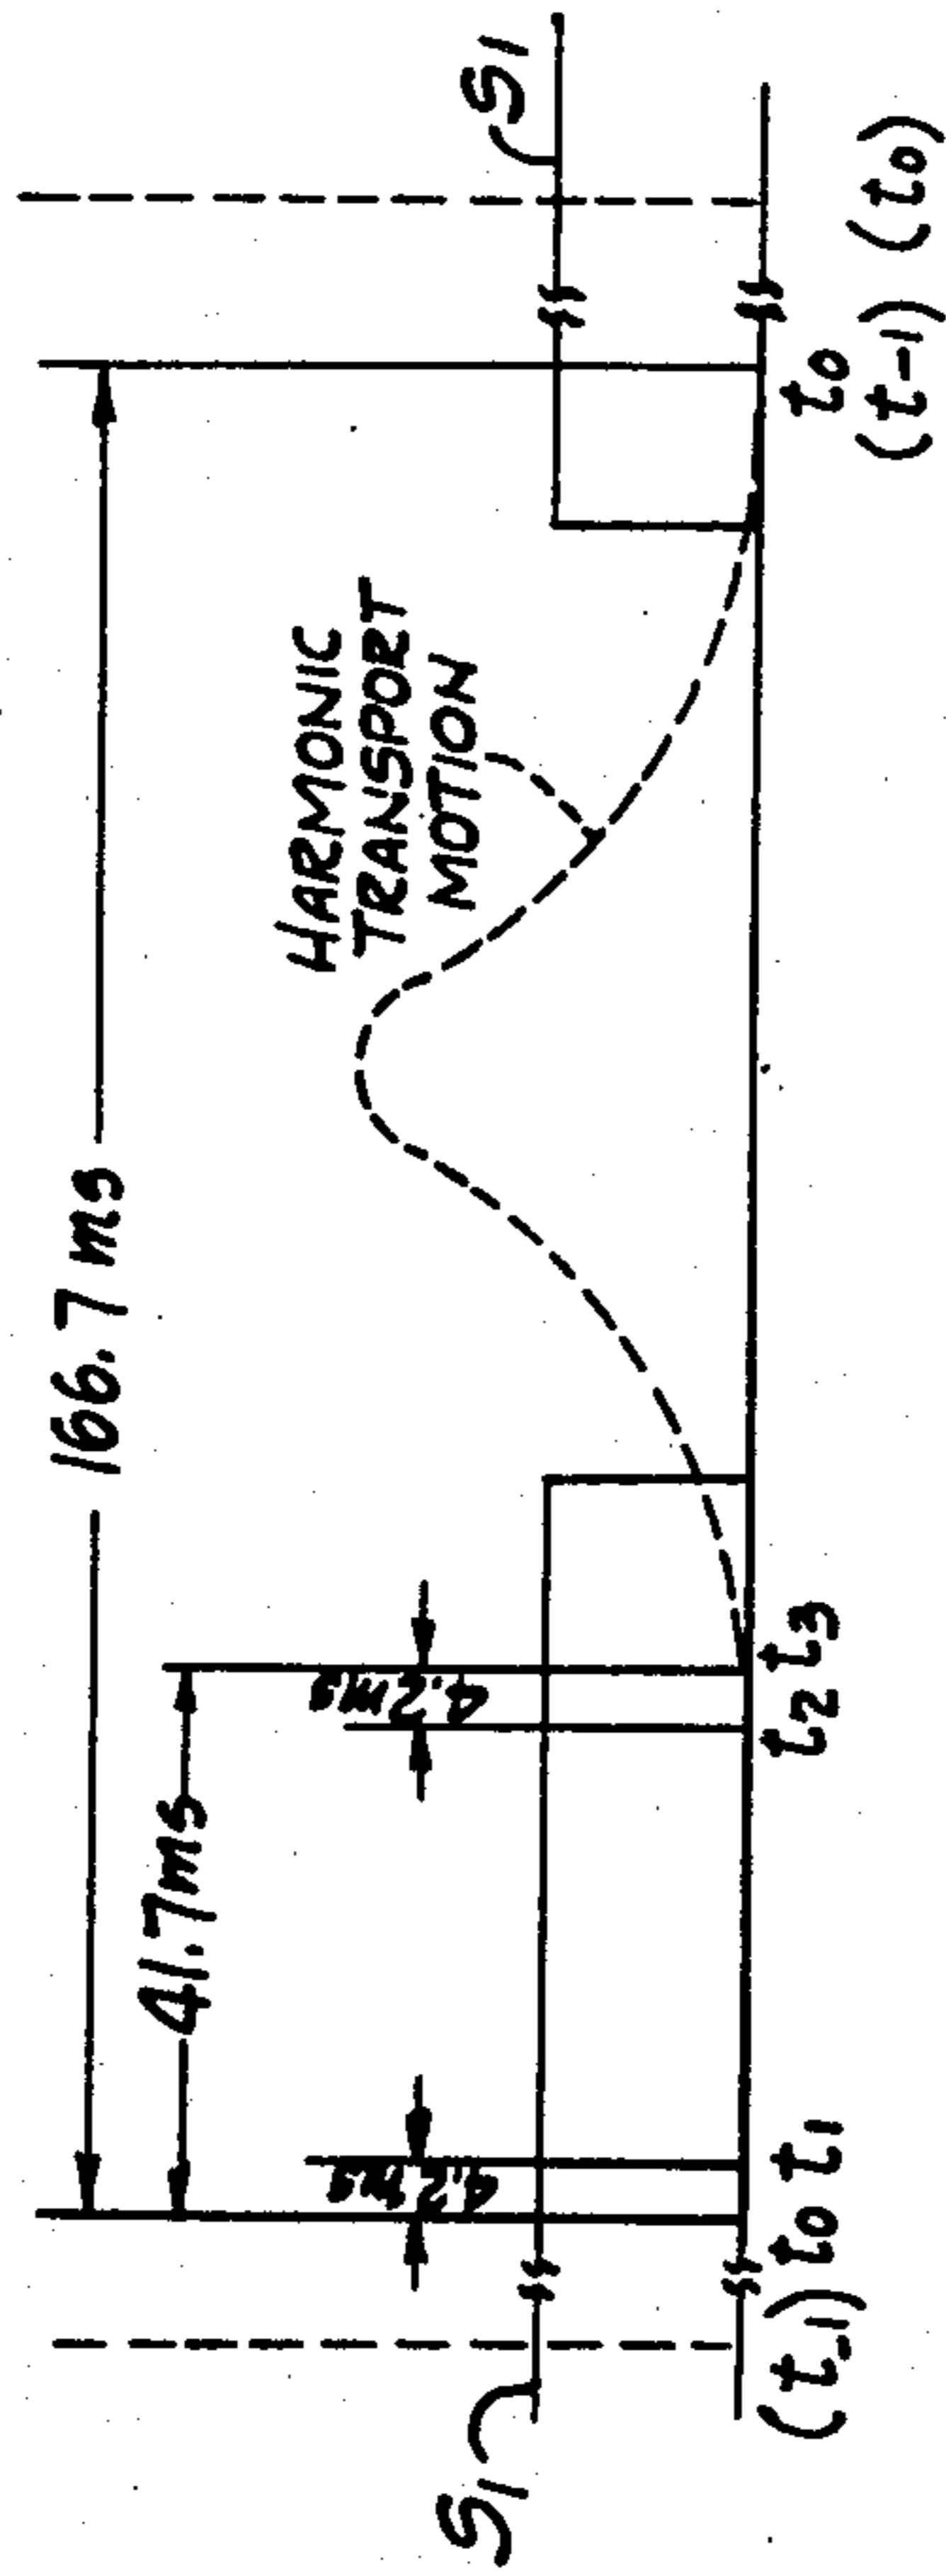 166.7 ms
41.7ms
4.2ms
4.2ms
HARMONIC
TRANSPORT
MOTION
S1
S1
(t-1) t0 t1
t2 t3
t0
(t-1) (t0)